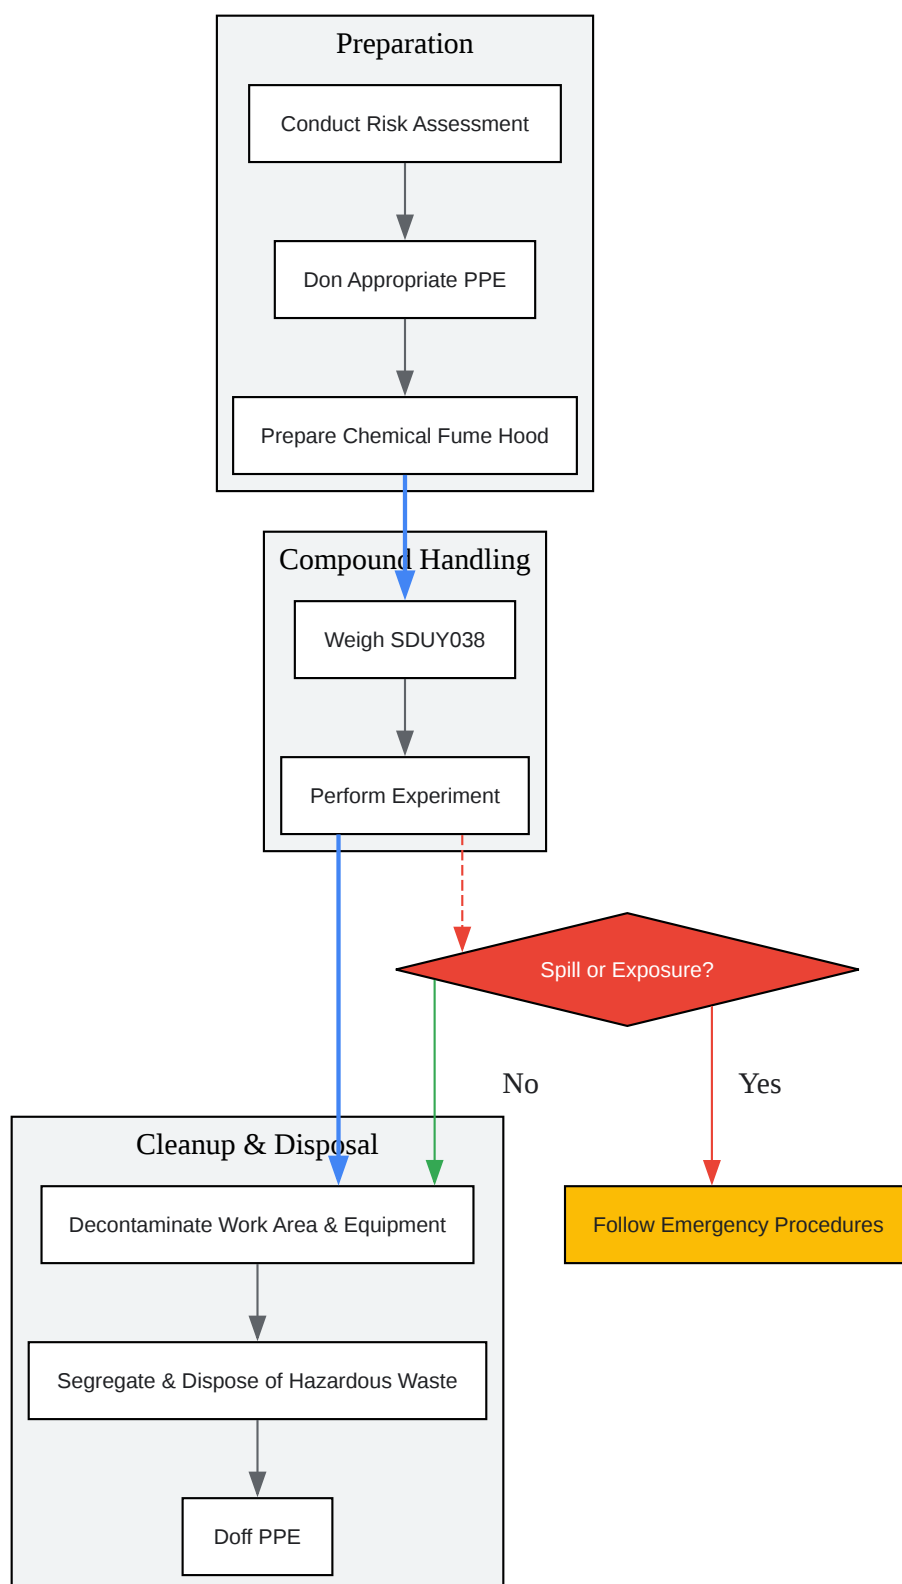 Preparation
Conduct Risk Assessment
Don Appropriate PPE
Prepare Chemical Fume Hood
Compound Handling
Weigh SDUY038
Perform Experiment
Spill or Exposure?
No
Yes
Cleanup & Disposal
Decontaminate Work Area & Equipment
Follow Emergency Procedures
Segregate & Dispose of Hazardous Waste
Doff PPE